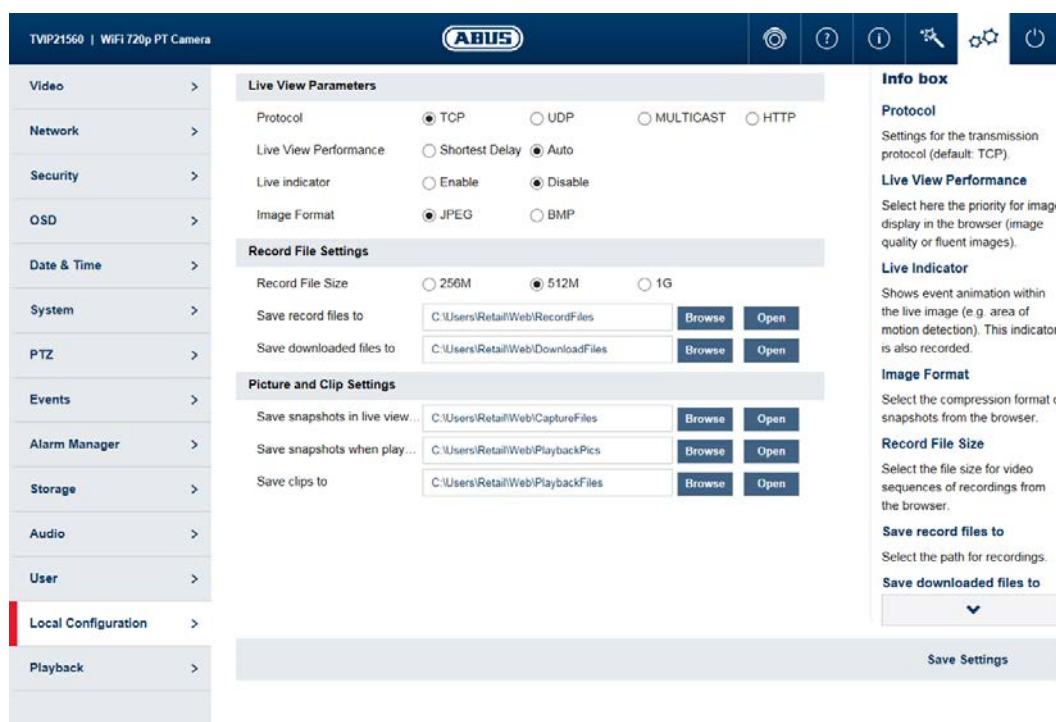 TVIP21560 | WiFi 720p PT Camera
ABUS
Video
Network
Security
OSD
Date & Time
System
PTZ
Events
Alarm Manager
Storage
Audio
User
Local Configuration
Playback
Live View Parameters
Protocol TCP UDP MULTICAST HTTP
Live View Performance Shortest Delay Auto
Live indicator Enable Disable
Image Format JPEG BMP
Record File Settings
Record File Size 256M 512M 1G
Save record files to C:\Users\Retail\Web\RecordFiles Browse Open
Save downloaded files to C:\Users\Retail\Web\DownloadFiles Browse Open
Picture and Clip Settings
Save snapshots in live view... C:\Users\Retail\Web\CaptureFiles Browse Open
Save snapshots when play... C:\Users\Retail\Web\PlaybackPics Browse Open
Save clips to C:\Users\Retail\Web\PlaybackFiles Browse Open
Info box
Protocol
Settings for the transmission
protocol (default: TCP).
Live View Performance
Select here the priority for image
display in the browser (image
quality or fluent images).
Live Indicator
Shows event animation within
the live image (e.g. area of
motion detection). This indicator
is also recorded.
Image Format
Select the compression format o
snapshots from the browser.
Record File Size
Select the file size for video
sequences of recordings from
the browser.
Save record files to
Select the path for recordings.
Save downloaded files to
Save Settings